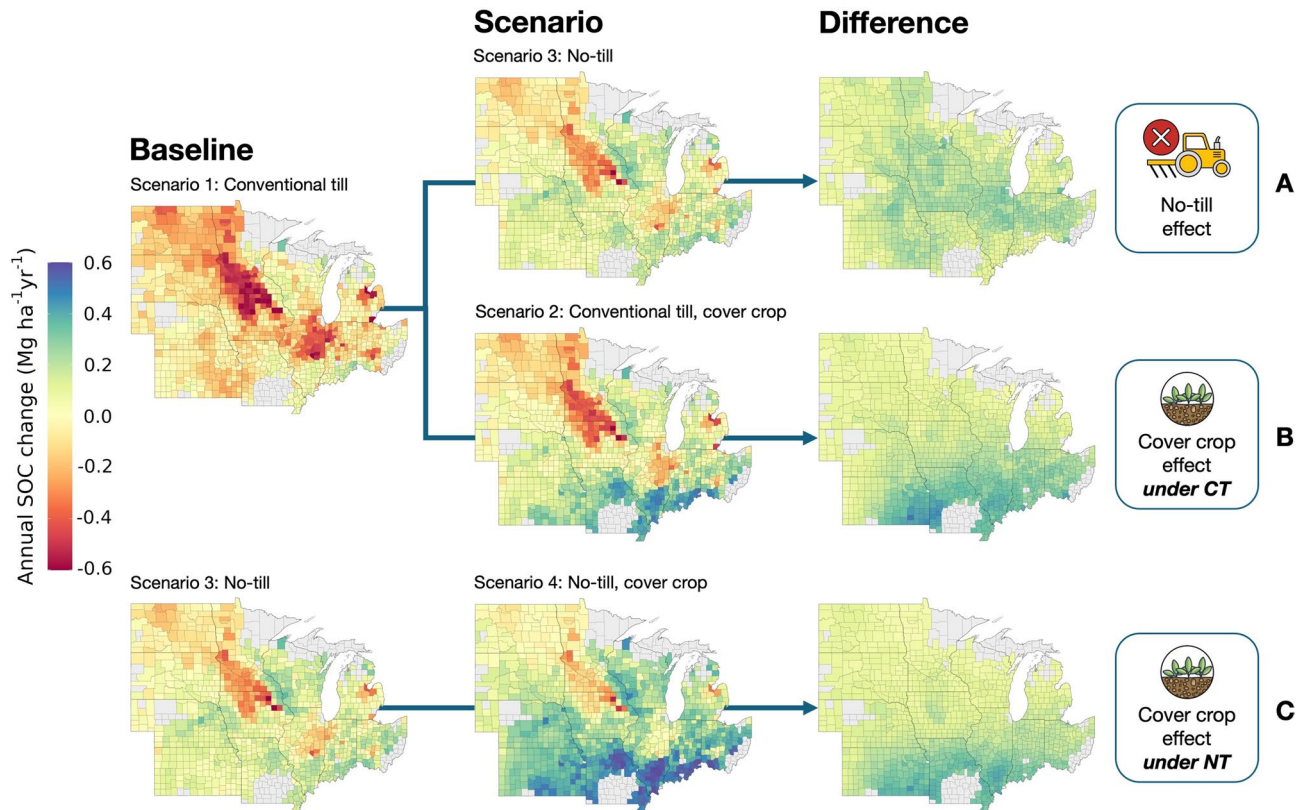 Scenario
Difference
Scenario 3: No-till
Baseline
Scenario 1: Conventional till
No-till
effect
A
Annual SOC change (Mg ha⁻¹yr⁻¹)
0.6
0.4
0.2
0.0
-0.2
-0.4
-0.6
Scenario 2: Conventional till, cover crop
Cover crop
effect
under CT
B
Scenario 3: No-till
Scenario 4: No-till, cover crop
Cover crop
effect
under NT
C